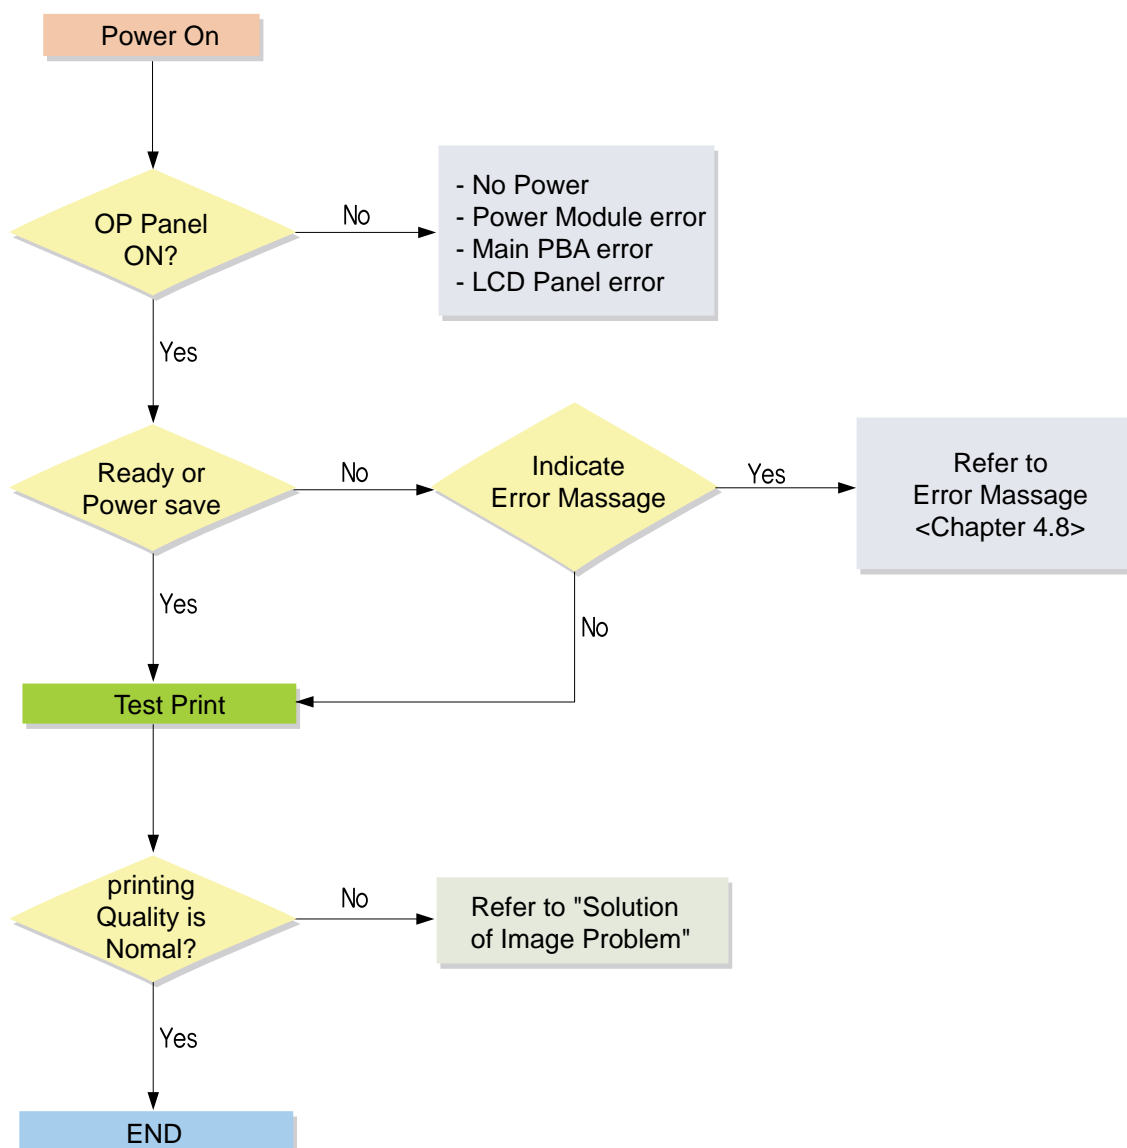 Power On
OP Panel
ON?
No
- No Power
- Power Module error
- Main PBA error
- LCD Panel error
Yes
Ready or
Power save
No
Indicate
Error Massage
Yes
Refer to
Error Massage
<Chapter 4.8>
Yes
No
Test Print
printing
Quality is
Nomal?
No
Refer to "Solution
of Image Problem"
Yes
END